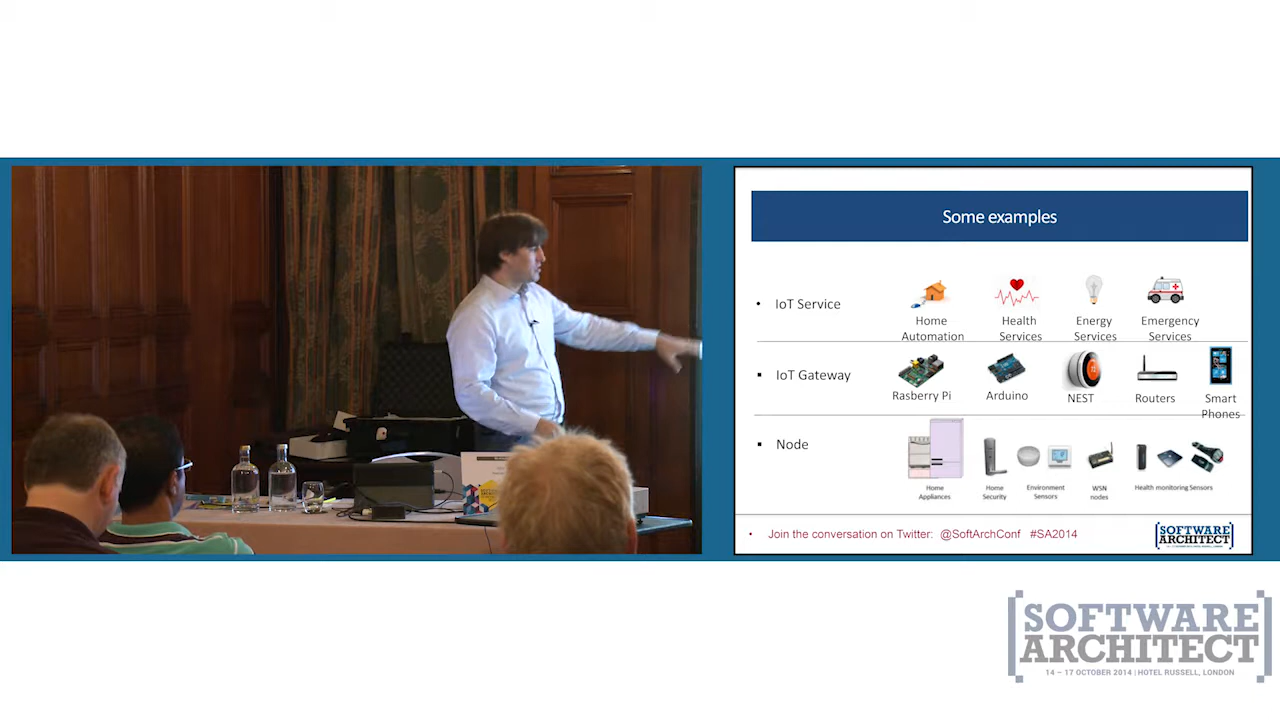 Some examples
• IoT Service
Home Automation
Health Services
Energy Services
Emergency Services
▪ IoT Gateway
Rasberry Pi
Arduino
NEST
Routers
Smart Phones
▪ Node
Home Appliances
Home Security
Environment Sensors
WSN nodes
Health monitoring Sensors
• Join the conversation on Twitter: @SoftArchConf #SA2014
[SOFTWARE
ARCHITECT]
[SOFTWARE
ARCHITECT]
14 – 17 OCTOBER 2014 | HOTEL RUSSELL, LONDON